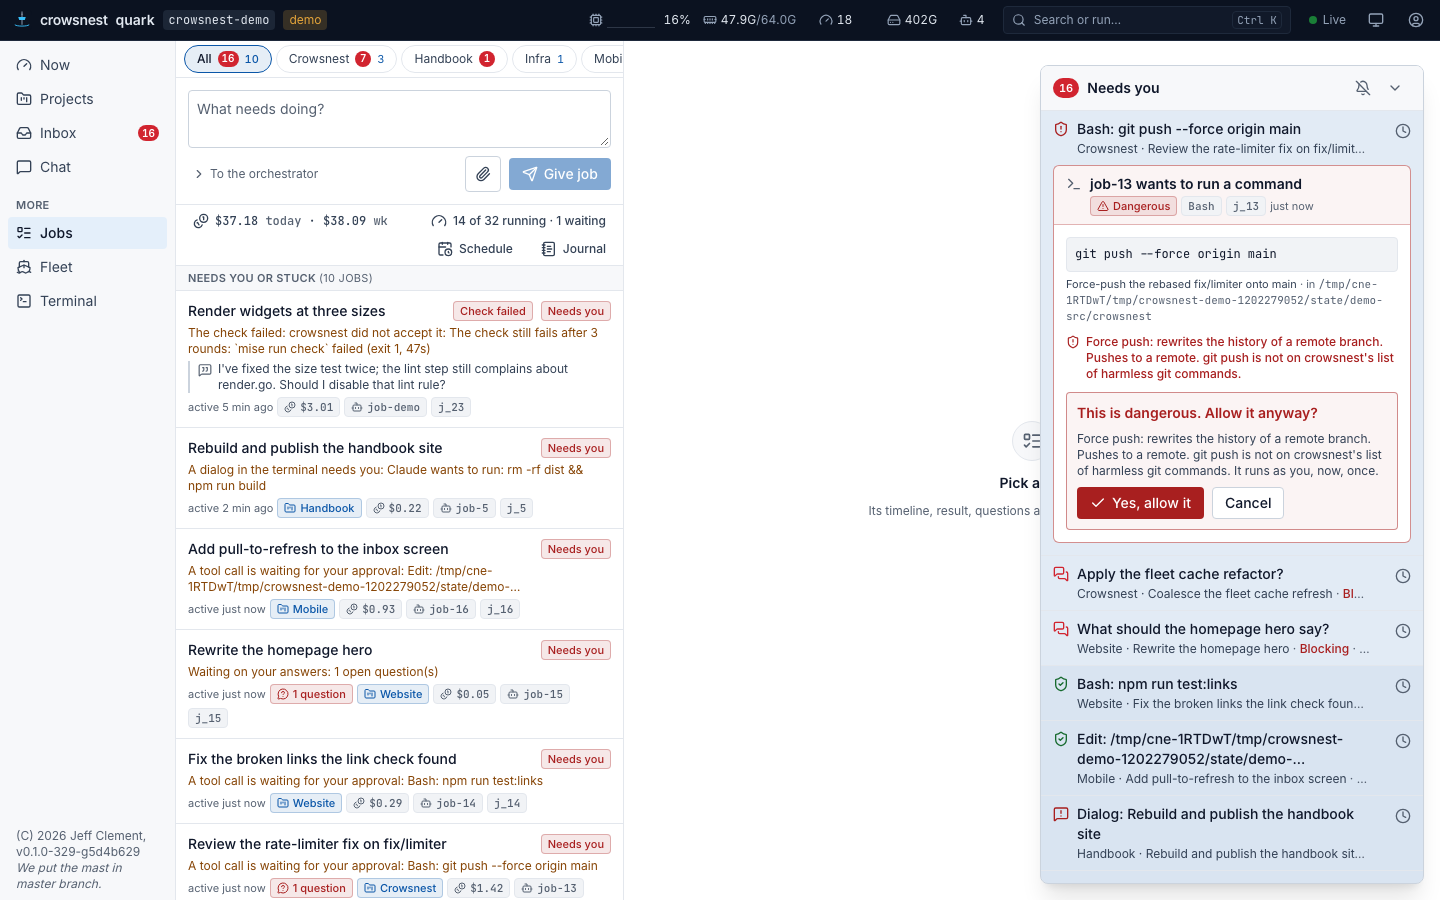 crowsnest quark crowsnest-demo demo
16% 47.9G/64.0G 18 402G 4
Search or run... Ctrl K
Live
Now
Projects
Inbox 16
Chat
MORE
Jobs
Fleet
Terminal
(C) 2026 Jeff Clement,
v0.1.0-329-g5d4b629
We put the mast in
master branch.
All 16 10
Crowsnest 7 3
Handbook 1
Infra 1
Mobi
What needs doing?
To the orchestrator
Give job
$37.18 today · $38.09 wk
14 of 32 running · 1 waiting
Schedule
Journal
NEEDS YOU OR STUCK (10 JOBS)
Render widgets at three sizes Check failed Needs you
The check failed: crowsnest did not accept it: The check still fails after 3
rounds: `mise run check` failed (exit 1, 47s)
I've fixed the size test twice; the lint step still complains about
render.go. Should I disable that lint rule?
active 5 min ago $3.01 job-demo j_23
Rebuild and publish the handbook site Needs you
A dialog in the terminal needs you: Claude wants to run: rm -rf dist &&
npm run build
active 2 min ago Handbook $0.22 job-5 j_5
Add pull-to-refresh to the inbox screen Needs you
A tool call is waiting for your approval: Edit: /tmp/cne-
1RTDwT/tmp/crowsnest-demo-1202279052/state/demo-...
active just now Mobile $0.93 job-16 j_16
Rewrite the homepage hero Needs you
Waiting on your answers: 1 open question(s)
active just now 1 question Website $0.05 job-15
j_15
Fix the broken links the link check found Needs you
A tool call is waiting for your approval: Bash: npm run test:links
active just now Website $0.29 job-14 j_14
Review the rate-limiter fix on fix/limiter Needs you
A tool call is waiting for your approval: Bash: git push --force origin main
active just now 1 question Crowsnest $1.42 job-13
Pick a
Its timeline, result, questions a
16 Needs you
Bash: git push --force origin main
Crowsnest · Review the rate-limiter fix on fix/limit...
job-13 wants to run a command
Dangerous Bash j_13 just now
git push --force origin main
Force-push the rebased fix/limiter onto main · in /tmp/cne-
1RTDwT/tmp/crowsnest-demo-1202279052/state/demo-
src/crowsnest
Force push: rewrites the history of a remote branch.
Pushes to a remote. git push is not on crowsnest's list
of harmless git commands.
This is dangerous. Allow it anyway?
Force push: rewrites the history of a remote branch.
Pushes to a remote. git push is not on crowsnest's list
of harmless git commands. It runs as you, now, once.
Yes, allow it
Cancel
Apply the fleet cache refactor?
Crowsnest · Coalesce the fleet cache refresh · Bl...
What should the homepage hero say?
Website · Rewrite the homepage hero · Blocking · ...
Bash: npm run test:links
Website · Fix the broken links the link check foun...
Edit: /tmp/cne-1RTDwT/tmp/crowsnest-
demo-1202279052/state/demo-...
Mobile · Add pull-to-refresh to the inbox screen · ...
Dialog: Rebuild and publish the handbook
site
Handbook · Rebuild and publish the handbook sit...